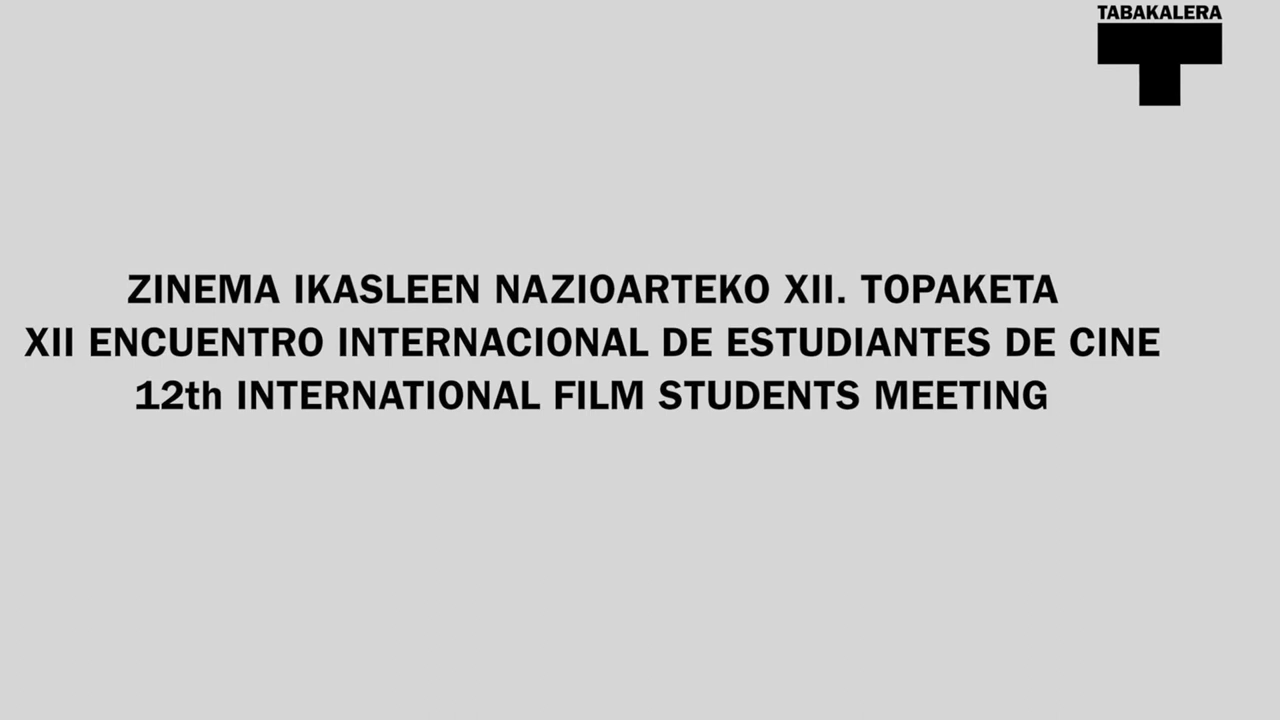 TABAKALERA
ZINEMA IKASLEEN NAZIOARTEKO XII. TOPAKETA
XII ENCUENTRO INTERNACIONAL DE ESTUDIANTES DE CINE
12th INTERNATIONAL FILM STUDENTS MEETING